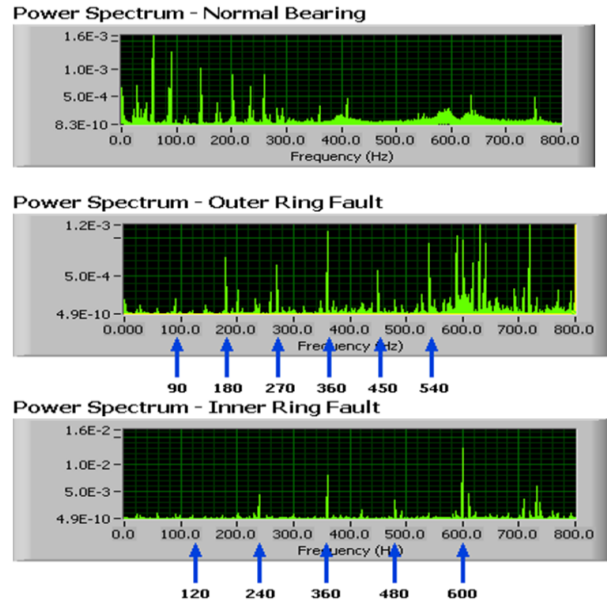 Power Spectrum - Normal Bearing
1.6E-3
1.0E-3
5.0E-4
8.3E-10
0.0 100.0 200.0 300.0 400.0 500.0 600.0 700.0 800.0
Frequency (Hz)
Power Spectrum - Outer Ring Fault
1.2E-3
5.0E-4
4.9E-10
0.000 100.0 200.0 300.0 400.0 500.0 600.0 700.0 800.0
Frequency (Hz)
90 180 270 360 450 540
Power Spectrum - Inner Ring Fault
1.6E-2
1.0E-2
5.0E-3
4.9E-10
0.0 100.0 200.0 300.0 400.0 500.0 600.0 700.0 800.0
Frequency (Hz)
120 240 360 480 600